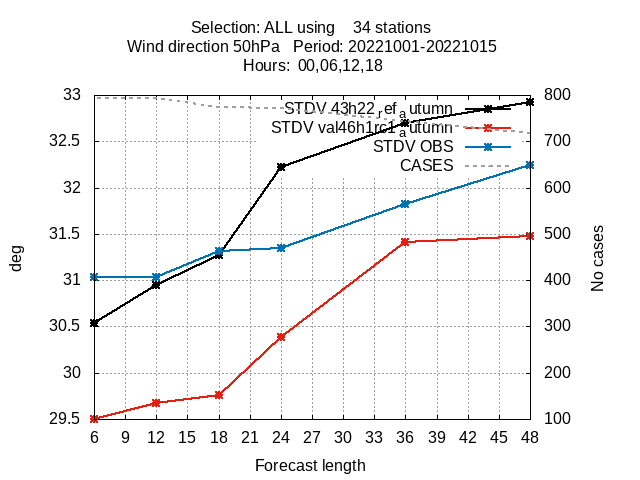 Selection: ALL using 34 stations
Wind direction 50hPa Period: 20221001-20221015
Hours: 00,06,12,18
33
32.5
32
31.5
31
30.5
30
29.5
800
700
600
500
400
300
200
100
STDV 43h22_ref_autumn
STDV val46h1rc1_autumn
STDV OBS
CASES
deg
No cases
6 9 12 15 18 21 24 27 30 33 36 39 42 45 48
Forecast length